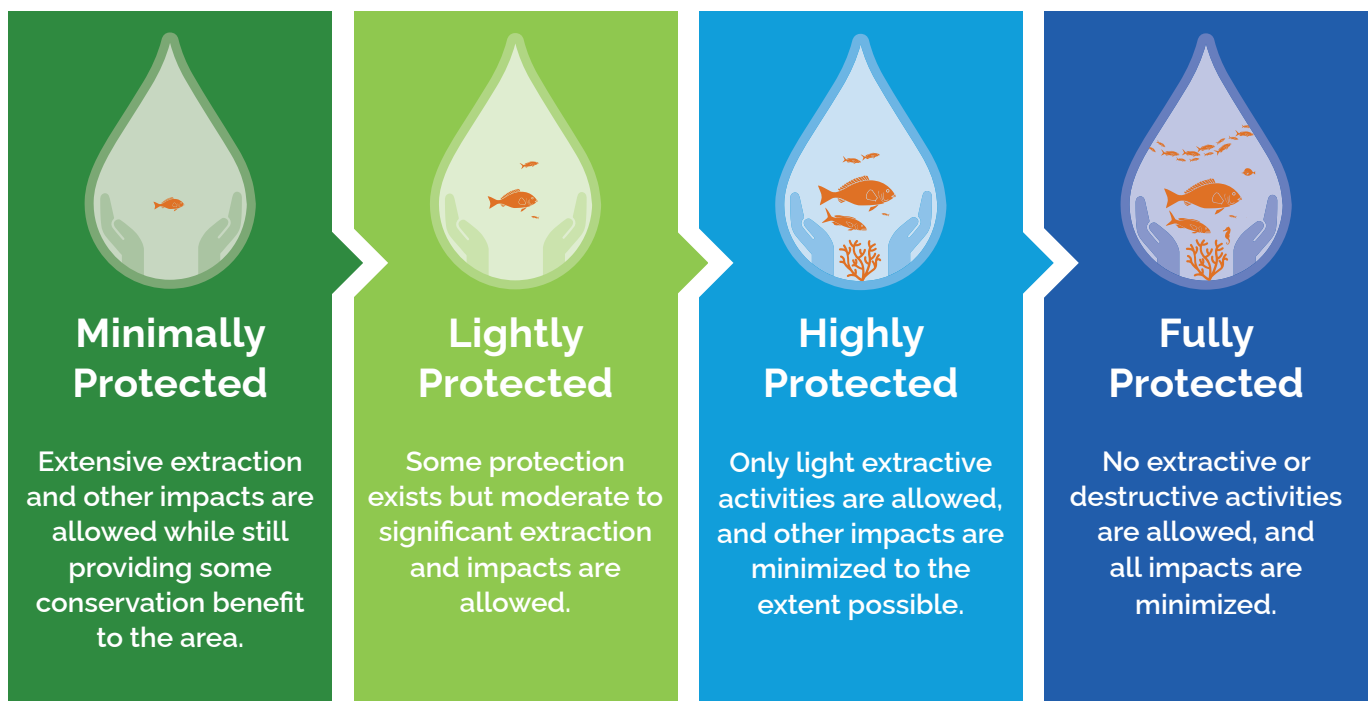 Minimally
Protected
Extensive extraction
and other impacts are
allowed while still
providing some
conservation benefit
to the area.
Lightly
Protected
Some protection
exists but moderate to
significant extraction
and impacts are
allowed.
Highly
Protected
Only light extractive
activities are allowed,
and other impacts are
minimized to the
extent possible.
Fully
Protected
No extractive or
destructive activities
are allowed, and
all impacts are
minimized.